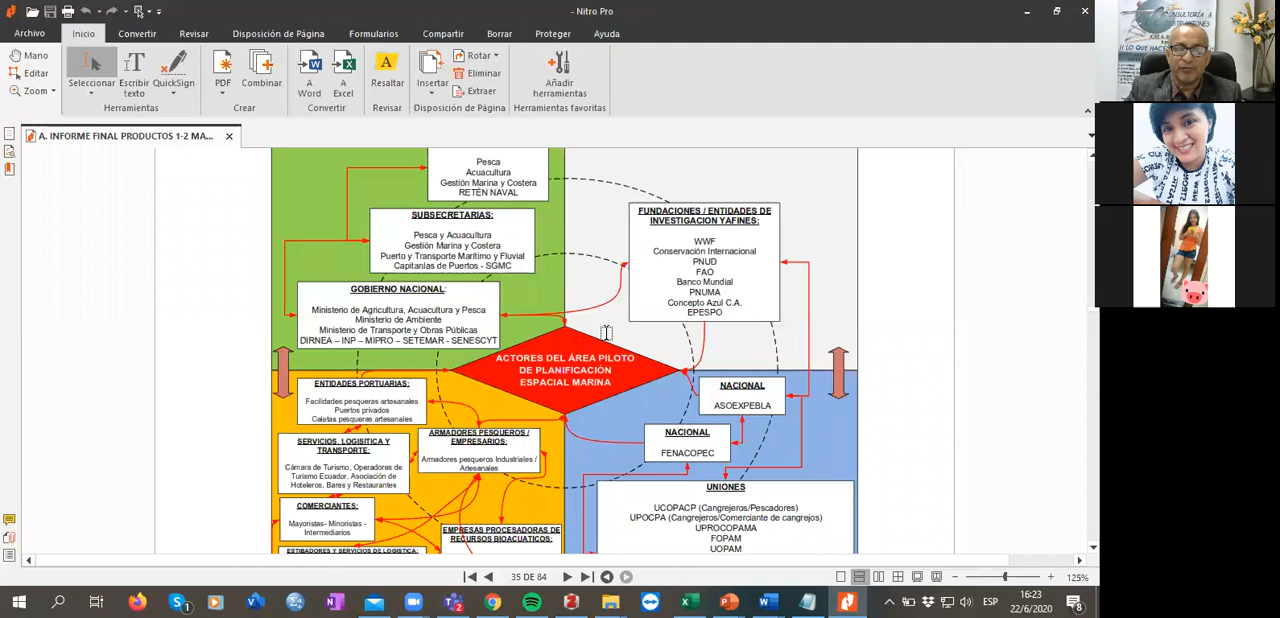 - Nitro Pro
Archivo Inicio Convertir Revisar Disposición de Página Formularios Compartir Borrar Proteger Ayuda
Mano
Editar
Zoom
Seleccionar
Escribir texto
QuickSign
Herramientas
PDF
Combinar
Crear
A Word
A Excel
Convertir
Resaltar
Revisar
Insertar
Rotar
Eliminar
Extraer
Disposición de Página
Añadir herramientas
Herramientas favoritas
A. INFORME FINAL PRODUCTOS 1-2 MA...
Pesca
Acuacultura
Gestión Marina y Costera
RETÉN NAVAL
SUBSECRETARIAS:
Pesca y Acuacultura
Gestión Marina y Costera
Puerto y Transporte Marítimo y Fluvial
Capitanías de Puertos - SGMC
GOBIERNO NACIONAL:
Ministerio de Agricultura, Acuacultura y Pesca
Ministerio de Ambiente
Ministerio de Transporte y Obras Públicas
DIRNEA – INP – MIPRO – SETEMAR - SENESCYT
FUNDACIONES / ENTIDADES DE
INVESTIGACION YAFINES:
WWF
Conservación Internacional
PNUD
FAO
Banco Mundial
PNUMA
Concepto Azul C.A.
EPESPO
ACTORES DEL ÁREA PILOTO
DE PLANIFICACIÓN
ESPACIAL MARINA
ENTIDADES PORTUARIAS:
Facilidades pesqueras artesanales
Puertos privados
Caletas pesqueras artesanales
SERVICIOS, LOGISITICA Y
TRANSPORTE:
Cámara de Turismo, Operadores de
Turismo Ecuador, Asociación de
Hoteleros, Bares y Restaurantes
COMERCIANTES:
Mayoristas- Minoristas -
Intermediarios
ESTIBADORES Y SERVICIOS DE LOGISTICA:
ARMADORES PESQUEROS /
EMPRESARIOS:
Armadores pesqueros Industriales /
Artesanales
EMPRESAS PROCESADORAS DE
RECURSOS BIOACUATICOS:
NACIONAL
ASOEXPEBLA
NACIONAL
FENACOPEC
UNIONES
UCOPACP (Cangrejeros/Pescadores)
UPOCPA (Cangrejeros/Comerciante de cangrejos)
UPROCOPAMA
FOPAM
UOPAM
35 DE 84
125%
ESP
16:23
22/6/2020